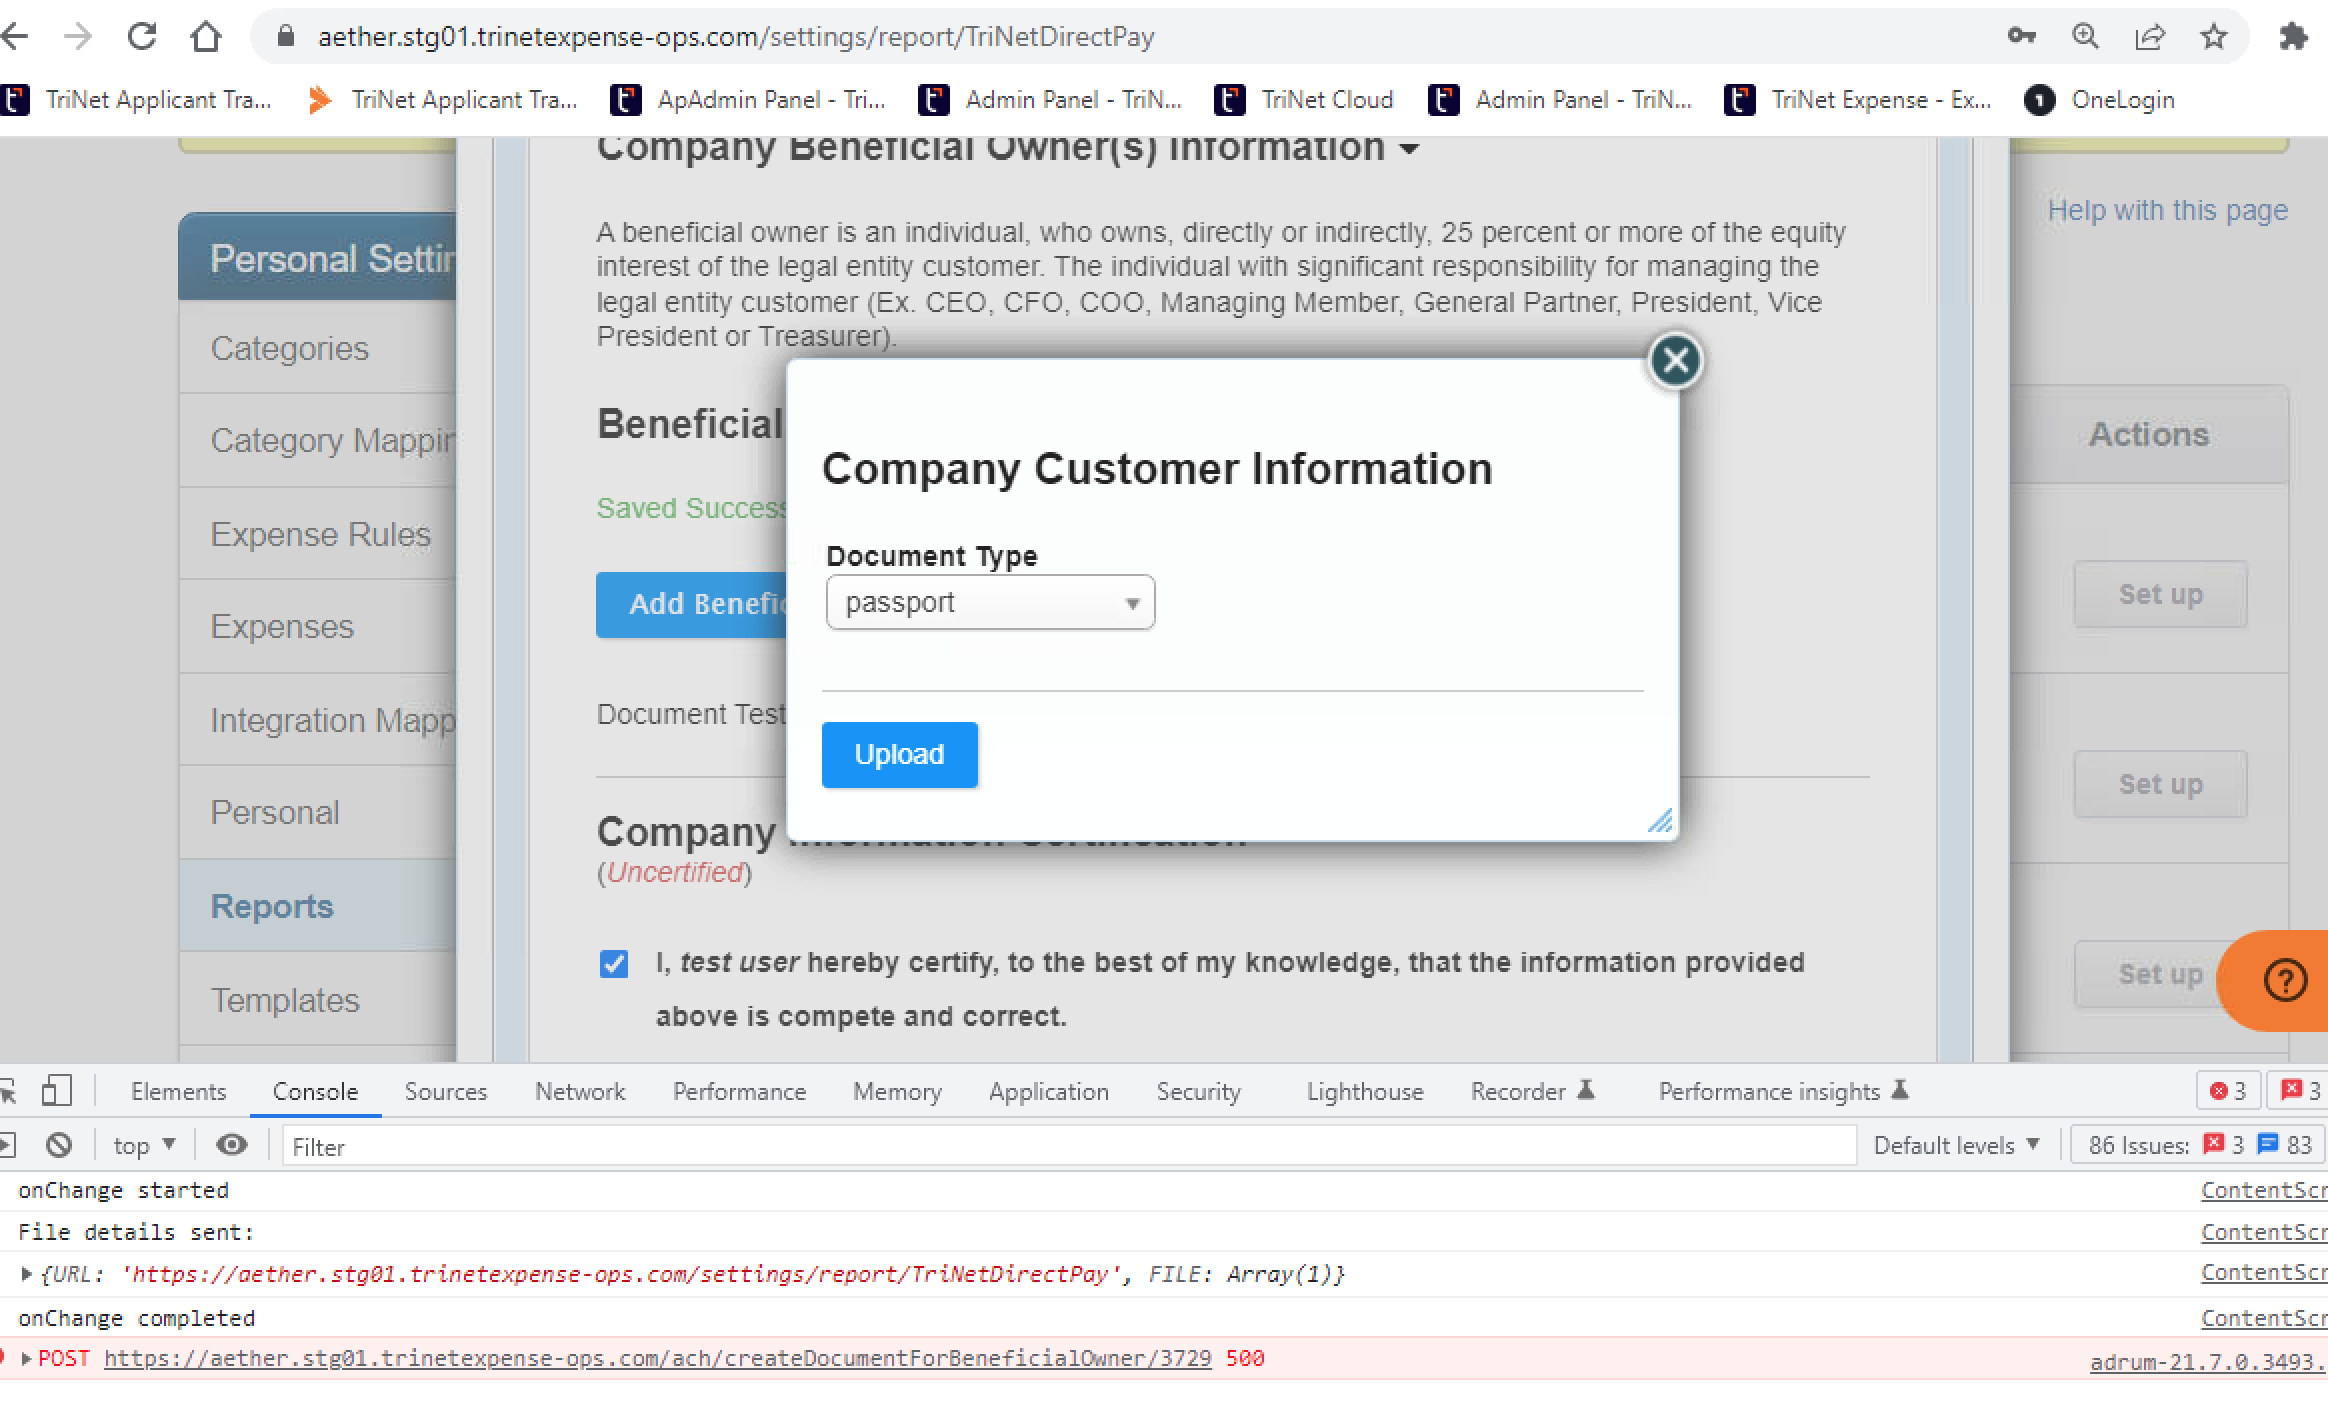 aether.stg01.trinetexpense-ops.com/settings/report/TriNetDirectPay
TriNet Applicant Tra...
TriNet Applicant Tra...
ApAdmin Panel - Tri...
Admin Panel - TriN...
TriNet Cloud
Admin Panel - TriN...
TriNet Expense - Ex...
OneLogin
Company Beneficial Owner(s) Information
Help with this page
A beneficial owner is an individual, who owns, directly or indirectly, 25 percent or more of the equity
interest of the legal entity customer. The individual with significant responsibility for managing the
legal entity customer (Ex. CEO, CFO, COO, Managing Member, General Partner, President, Vice
President or Treasurer).
Personal Settin
Categories
Category Mappin
Expense Rules
Expenses
Integration Mapp
Personal
Reports
Templates
Beneficial
Saved Success
Add Benefic
Document Test
Company Customer Information
Document Type
passport
Upload
Actions
Set up
Set up
Set up
Company Information Certification
(Uncertified)
I, test user hereby certify, to the best of my knowledge, that the information provided
above is compete and correct.
Elements
Console
Sources
Network
Performance
Memory
Application
Security
Lighthouse
Recorder
Performance insights
3
3
top
Filter
Default levels
86 Issues:
3
83
onChange started
ContentScr
File details sent:
ContentScr
{URL: 'https://aether.stg01.trinetexpense-ops.com/settings/report/TriNetDirectPay', FILE: Array(1)}
ContentScr
onChange completed
ContentScr
POST https://aether.stg01.trinetexpense-ops.com/ach/createDocumentForBeneficialOwner/3729 500
adrum-21.7.0.3493.